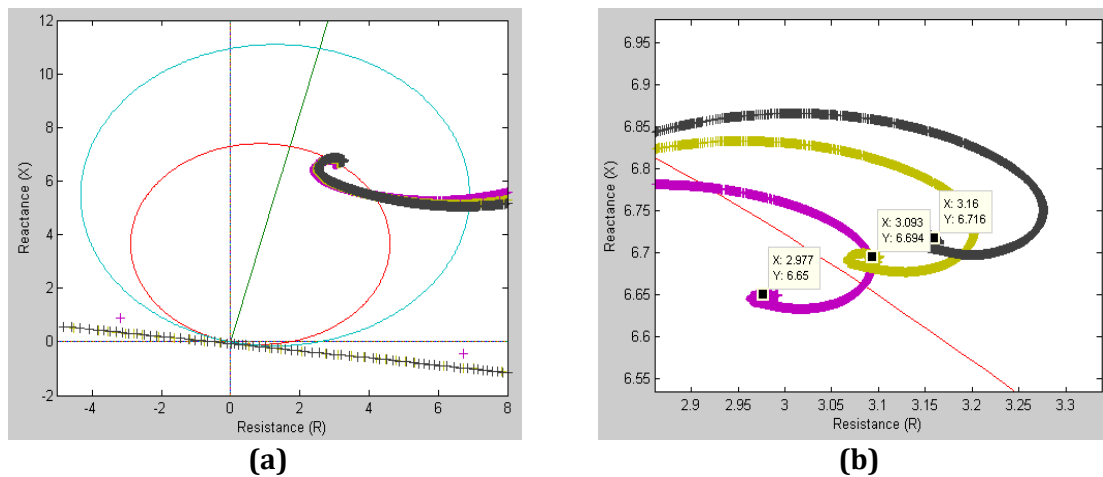 12
10
8
6
4
2
0
-2
-4
-2
0
2
4
6
8
Reactance (X)
Resistance (R)
(a)
6.95
6.9
6.85
6.8
6.75
6.7
6.65
6.6
6.55
2.9
2.95
3
3.05
3.1
3.15
3.2
3.25
3.3
Reactance (X)
Resistance (R)
X: 3.16
Y: 6.716
X: 3.093
Y: 6.694
X: 2.977
Y: 6.65
(b)